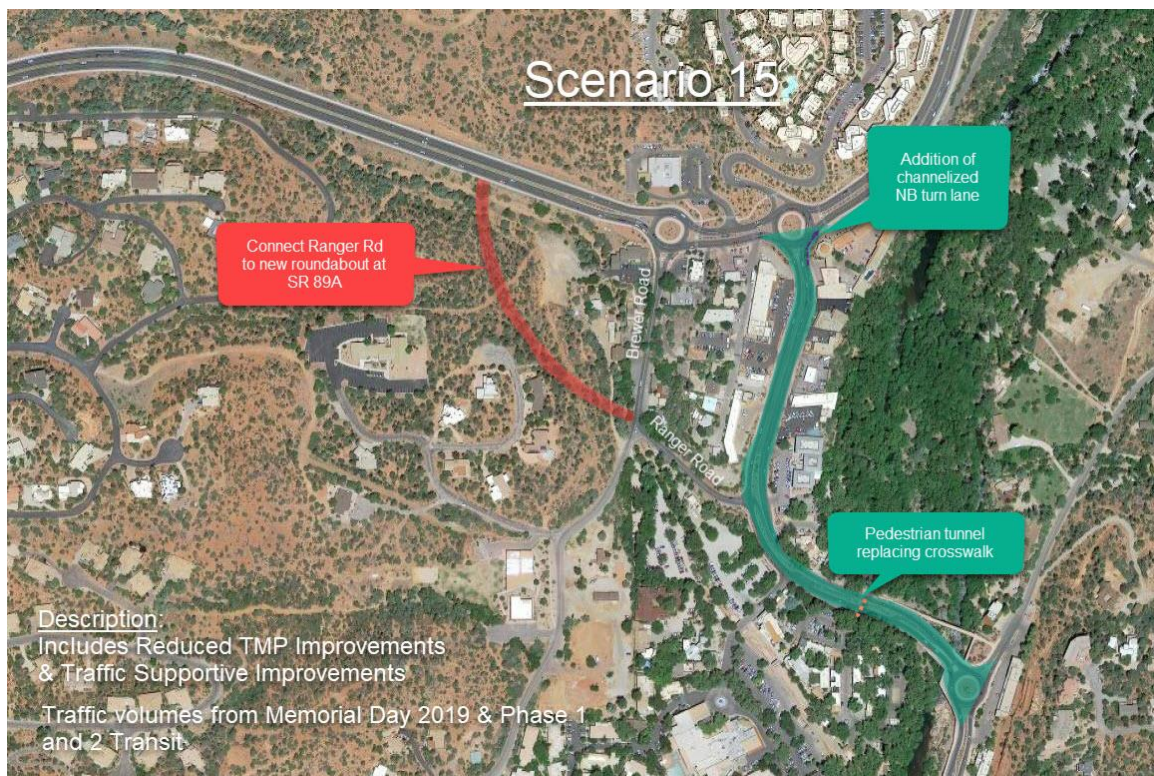 Scenario 15
Addition of
channelized
NB turn lane
Connect Ranger Rd
to new roundabout at
SR 89A
Brewer Road
Ranger Road
Pedestrian tunnel
replacing crosswalk
Description:
Includes Reduced TMP Improvements
& Traffic Supportive Improvements
Traffic volumes from Memorial Day 2019 & Phase 1
and 2 Transit